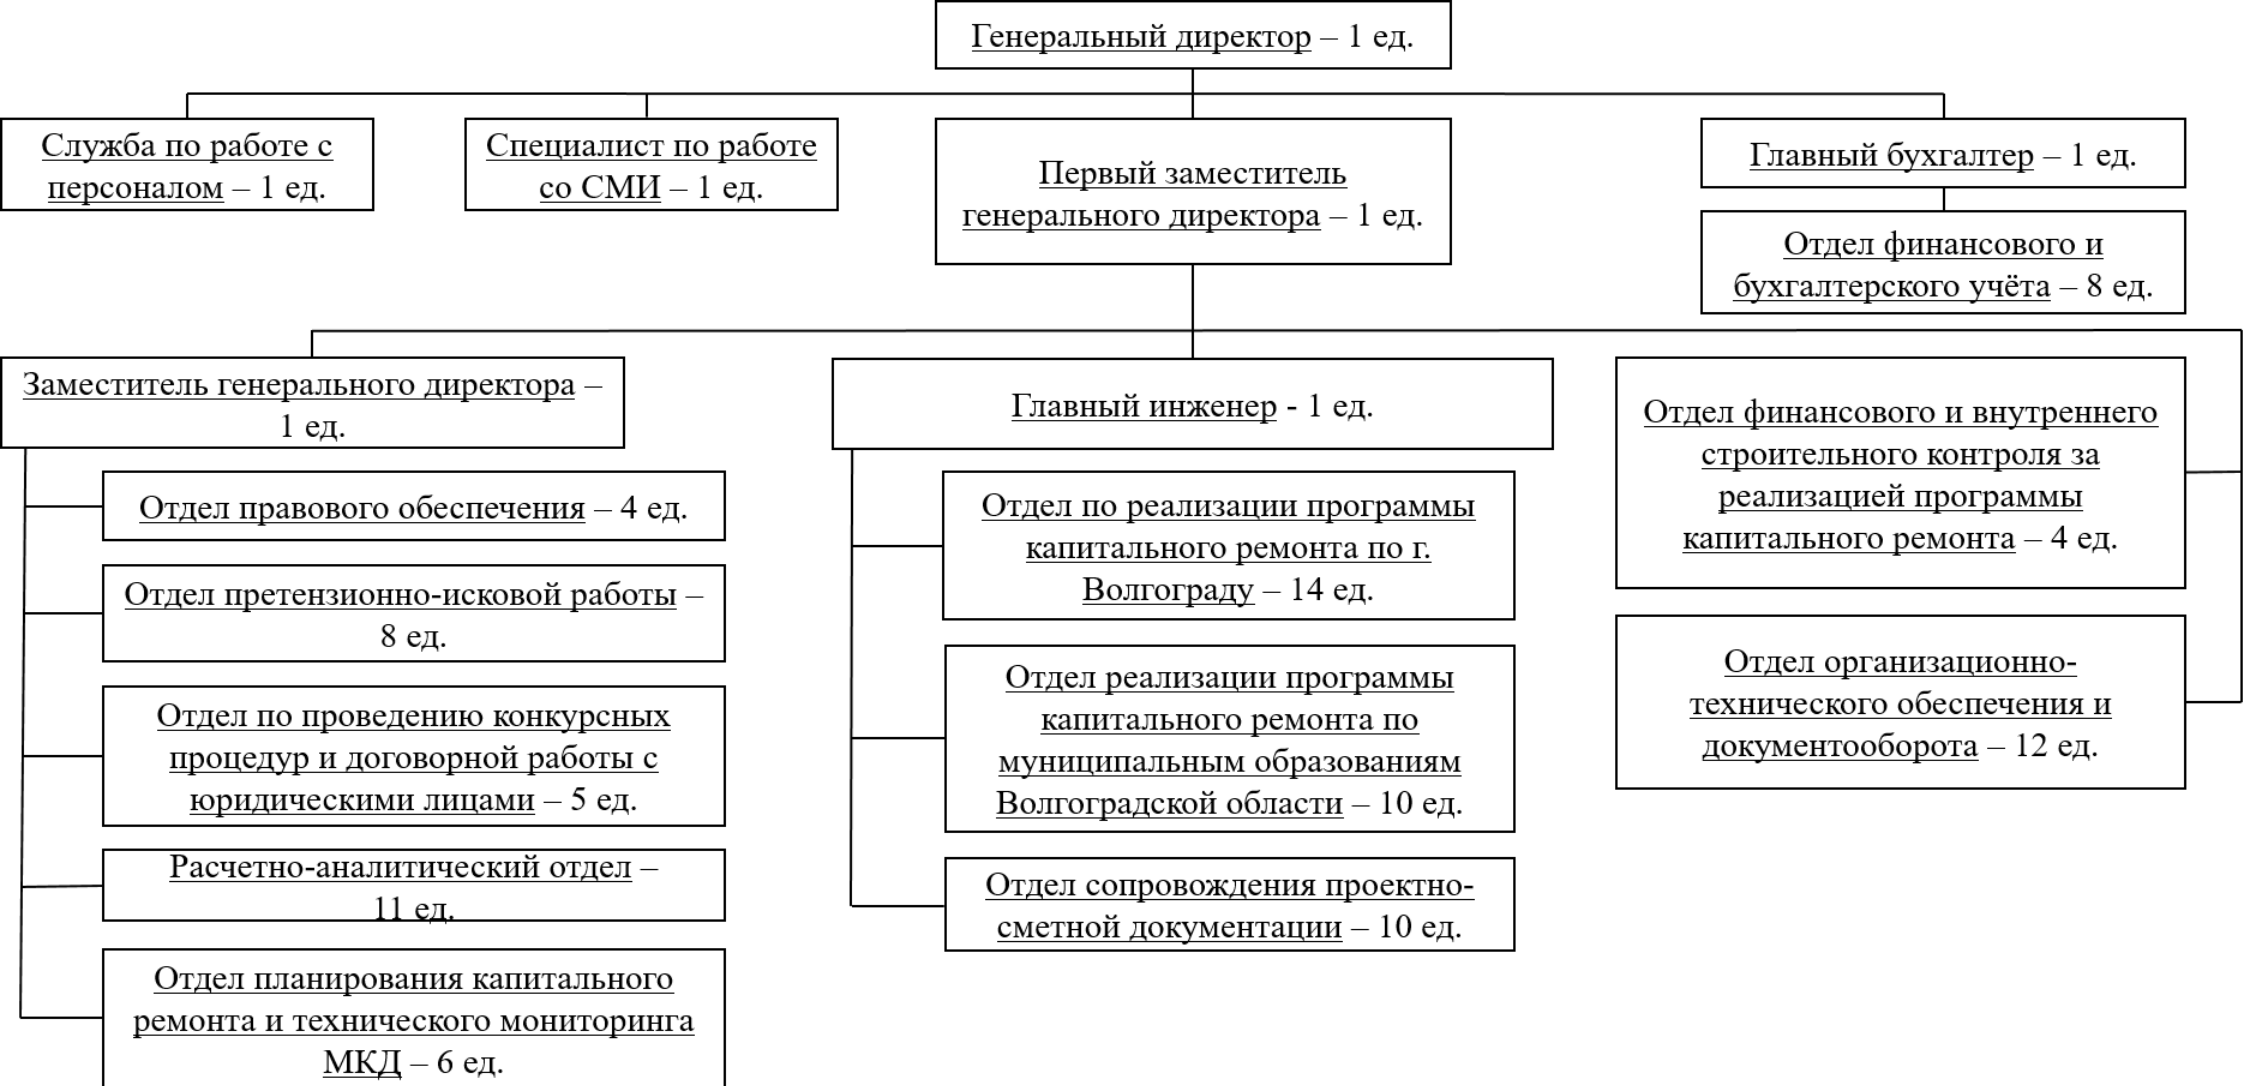 Генеральный директор – 1 ед.
Служба по работе с
персоналом – 1 ед.
Специалист по работе
со СМИ – 1 ед.
Первый заместитель
генерального директора – 1 ед.
Главный бухгалтер – 1 ед.
Отдел финансового и
бухгалтерского учёта – 8 ед.
Заместитель генерального директора –
1 ед.
Отдел правового обеспечения – 4 ед.
Отдел претензионно-исковой работы –
8 ед.
Отдел по проведению конкурсных
процедур и договорной работы с
юридическими лицами – 5 ед.
Расчетно-аналитический отдел –
11 ед.
Отдел планирования капитального
ремонта и технического мониторинга
МКД – 6 ед.
Главный инженер - 1 ед.
Отдел по реализации программы
капитального ремонта по г.
Волгограду – 14 ед.
Отдел реализации программы
капитального ремонта по
муниципальным образованиям
Волгоградской области – 10 ед.
Отдел сопровождения проектно-
сметной документации – 10 ед.
Отдел финансового и внутреннего
строительного контроля за
реализацией программы
капитального ремонта – 4 ед.
Отдел организационно-
технического обеспечения и
документооборота – 12 ед.